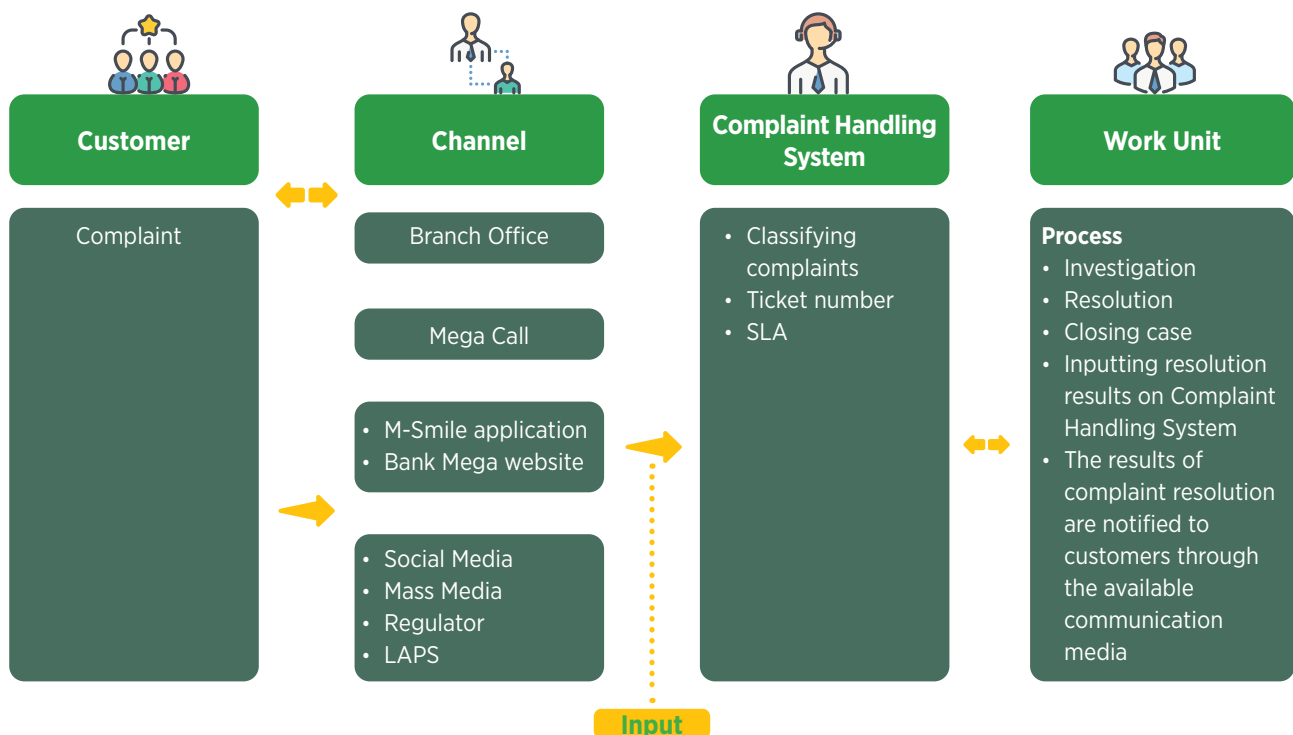 Customer
Complaint
Channel
Branch Office
Mega Call
• M-Smile application
• Bank Mega website
• Social Media
• Mass Media
• Regulator
• LAPS
Input
Complaint Handling
System
• Classifying
complaints
• Ticket number
• SLA
Work Unit
Process
• Investigation
• Resolution
• Closing case
• Inputting resolution
results on Complaint
Handling System
• The results of
complaint resolution
are notified to
customers through
the available
communication
media